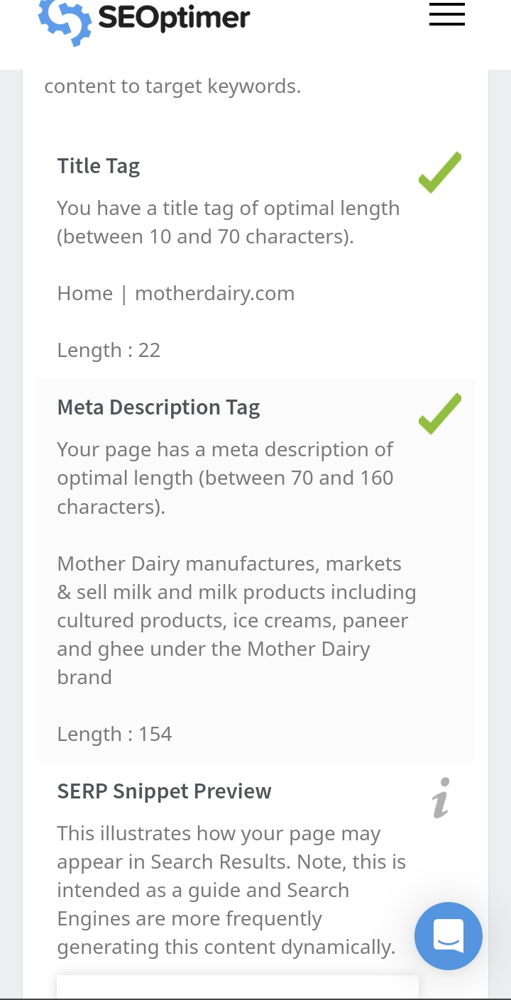 SEOptimer
content to target keywords.
Title Tag
You have a title tag of optimal length
(between 10 and 70 characters).
Home | motherdairy.com
Length : 22
Meta Description Tag
Your page has a meta description of
optimal length (between 70 and 160
characters).
Mother Dairy manufactures, markets
& sell milk and milk products including
cultured products, ice creams, paneer
and ghee under the Mother Dairy
brand
Length : 154
SERP Snippet Preview
This illustrates how your page may
appear in Search Results. Note, this is
intended as a guide and Search
Engines are more frequently
generating this content dynamically.